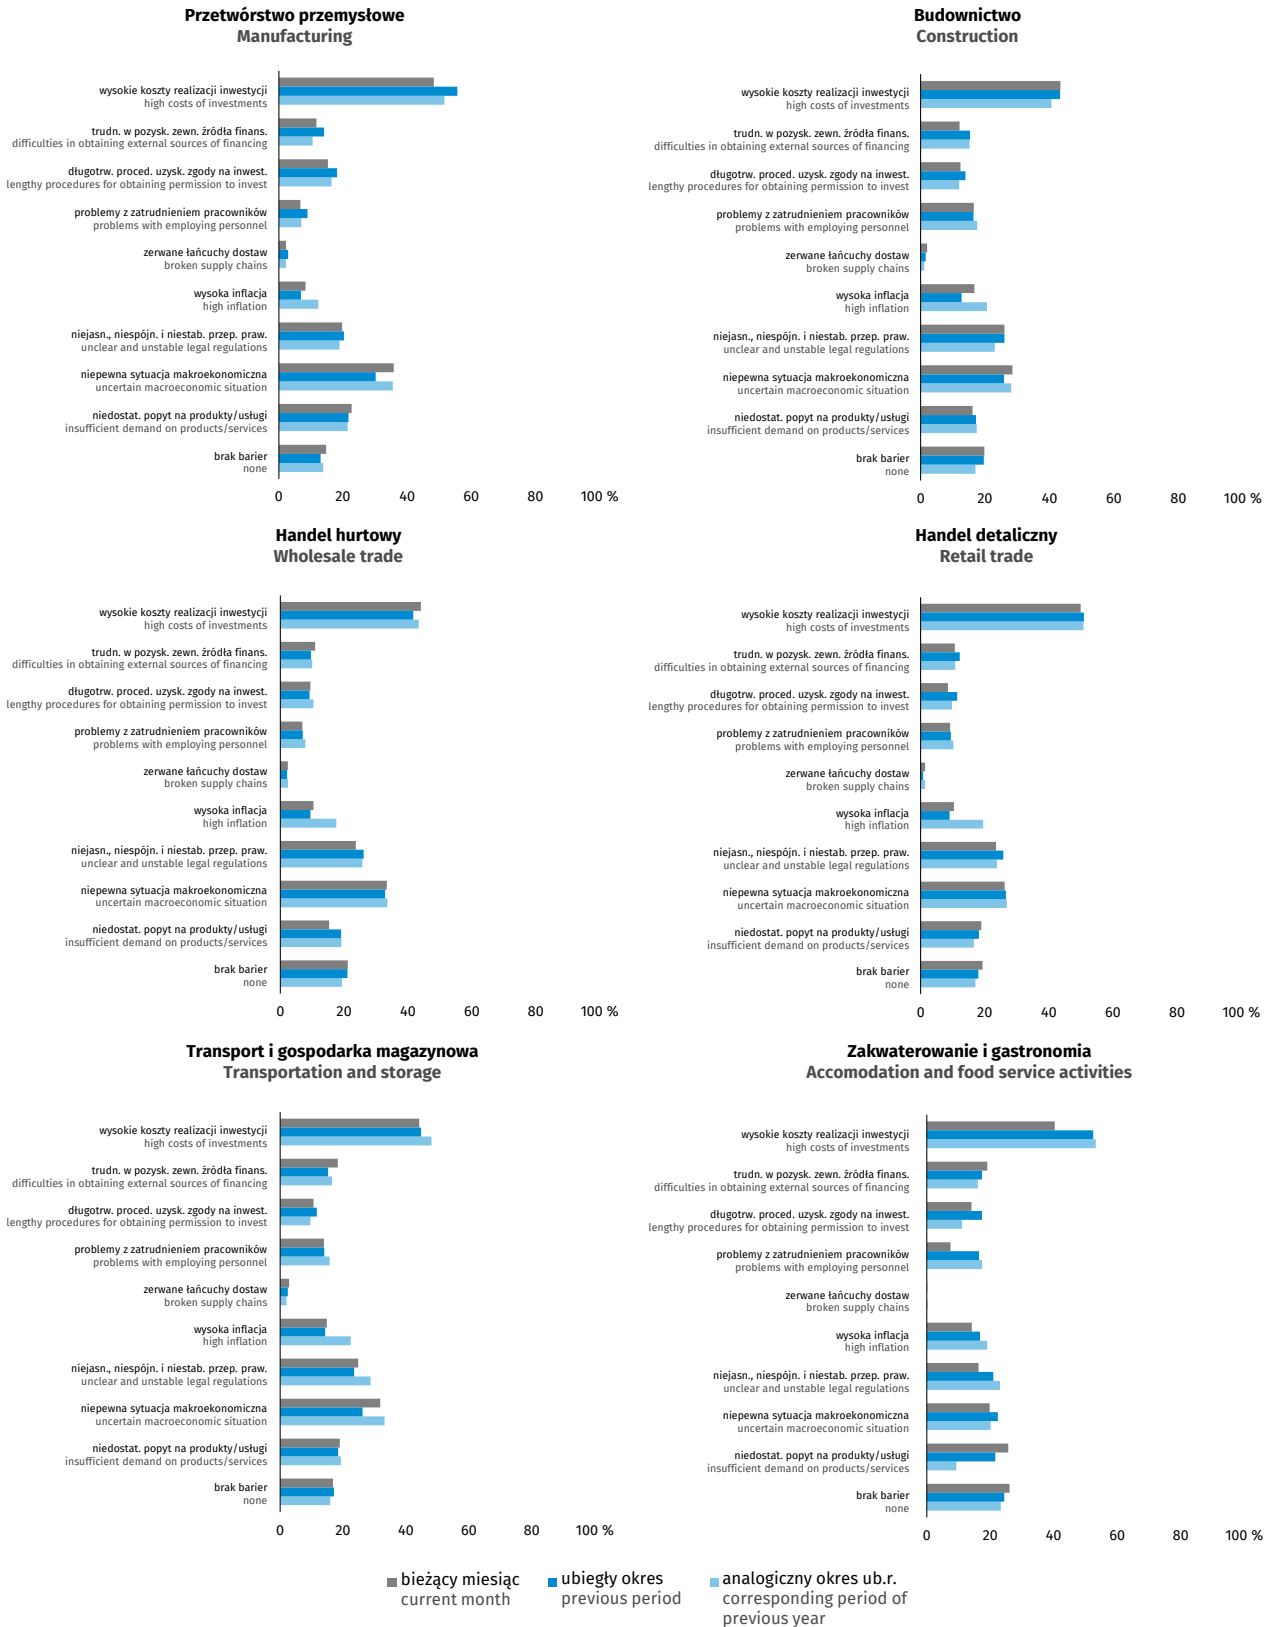 Przetwórstwo przemysłowe
Manufacturing
wysokie koszty realizacji inwestycji
high costs of investments
trudn. w pozysk. zewn. źródła finans.
difficulties in obtaining external sources of financing
długotrw. proced. uzysk. zgody na inwest.
lengthy procedures for obtaining permission to invest
problemy z zatrudnieniem pracowników
problems with employing personnel
zerwane łańcuchy dostaw
broken supply chains
wysoka inflacja
high inflation
niejasn., niespójn. i niestab. przep. praw.
unclear and unstable legal regulations
niepewna sytuacja makroekonomiczna
uncertain macroeconomic situation
niedostat. popyt na produkty/usługi
insufficient demand on products/services
brak barier
none
0 20 40 60 80 100 %
Budownictwo
Construction
wysokie koszty realizacji inwestycji
high costs of investments
trudn. w pozysk. zewn. źródła finans.
difficulties in obtaining external sources of financing
długotrw. proced. uzysk. zgody na inwest.
lengthy procedures for obtaining permission to invest
problemy z zatrudnieniem pracowników
problems with employing personnel
zerwane łańcuchy dostaw
broken supply chains
wysoka inflacja
high inflation
niejasn., niespójn. i niestab. przep. praw.
unclear and unstable legal regulations
niepewna sytuacja makroekonomiczna
uncertain macroeconomic situation
niedostat. popyt na produkty/usługi
insufficient demand on products/services
brak barier
none
0 20 40 60 80 100 %
Handel hurtowy
Wholesale trade
wysokie koszty realizacji inwestycji
high costs of investments
trudn. w pozysk. zewn. źródła finans.
difficulties in obtaining external sources of financing
długotrw. proced. uzysk. zgody na inwest.
lengthy procedures for obtaining permission to invest
problemy z zatrudnieniem pracowników
problems with employing personnel
zerwane łańcuchy dostaw
broken supply chains
wysoka inflacja
high inflation
niejasn., niespójn. i niestab. przep. praw.
unclear and unstable legal regulations
niepewna sytuacja makroekonomiczna
uncertain macroeconomic situation
niedostat. popyt na produkty/usługi
insufficient demand on products/services
brak barier
none
0 20 40 60 80 100 %
Handel detaliczny
Retail trade
wysokie koszty realizacji inwestycji
high costs of investments
trudn. w pozysk. zewn. źródła finans.
difficulties in obtaining external sources of financing
długotrw. proced. uzysk. zgody na inwest.
lengthy procedures for obtaining permission to invest
problemy z zatrudnieniem pracowników
problems with employing personnel
zerwane łańcuchy dostaw
broken supply chains
wysoka inflacja
high inflation
niejasn., niespójn. i niestab. przep. praw.
unclear and unstable legal regulations
niepewna sytuacja makroekonomiczna
uncertain macroeconomic situation
niedostat. popyt na produkty/usługi
insufficient demand on products/services
brak barier
none
0 20 40 60 80 100 %
Transport i gospodarka magazynowa
Transportation and storage
wysokie koszty realizacji inwestycji
high costs of investments
trudn. w pozysk. zewn. źródła finans.
difficulties in obtaining external sources of financing
długotrw. proced. uzysk. zgody na inwest.
lengthy procedures for obtaining permission to invest
problemy z zatrudnieniem pracowników
problems with employing personnel
zerwane łańcuchy dostaw
broken supply chains
wysoka inflacja
high inflation
niejasn., niespójn. i niestab. przep. praw.
unclear and unstable legal regulations
niepewna sytuacja makroekonomiczna
uncertain macroeconomic situation
niedostat. popyt na produkty/usługi
insufficient demand on products/services
brak barier
none
0 20 40 60 80 100 %
Zakwaterowanie i gastronomia
Accomodation and food service activities
wysokie koszty realizacji inwestycji
high costs of investments
trudn. w pozysk. zewn. źródła finans.
difficulties in obtaining external sources of financing
długotrw. proced. uzysk. zgody na inwest.
lengthy procedures for obtaining permission to invest
problemy z zatrudnieniem pracowników
problems with employing personnel
zerwane łańcuchy dostaw
broken supply chains
wysoka inflacja
high inflation
niejasn., niespójn. i niestab. przep. praw.
unclear and unstable legal regulations
niepewna sytuacja makroekonomiczna
uncertain macroeconomic situation
niedostat. popyt na produkty/usługi
insufficient demand on products/services
brak barier
none
0 20 40 60 80 100 %
bieżący miesiąc
current month
ubiegły okres
previous period
analogiczny okres ub.r.
corresponding period of
previous year